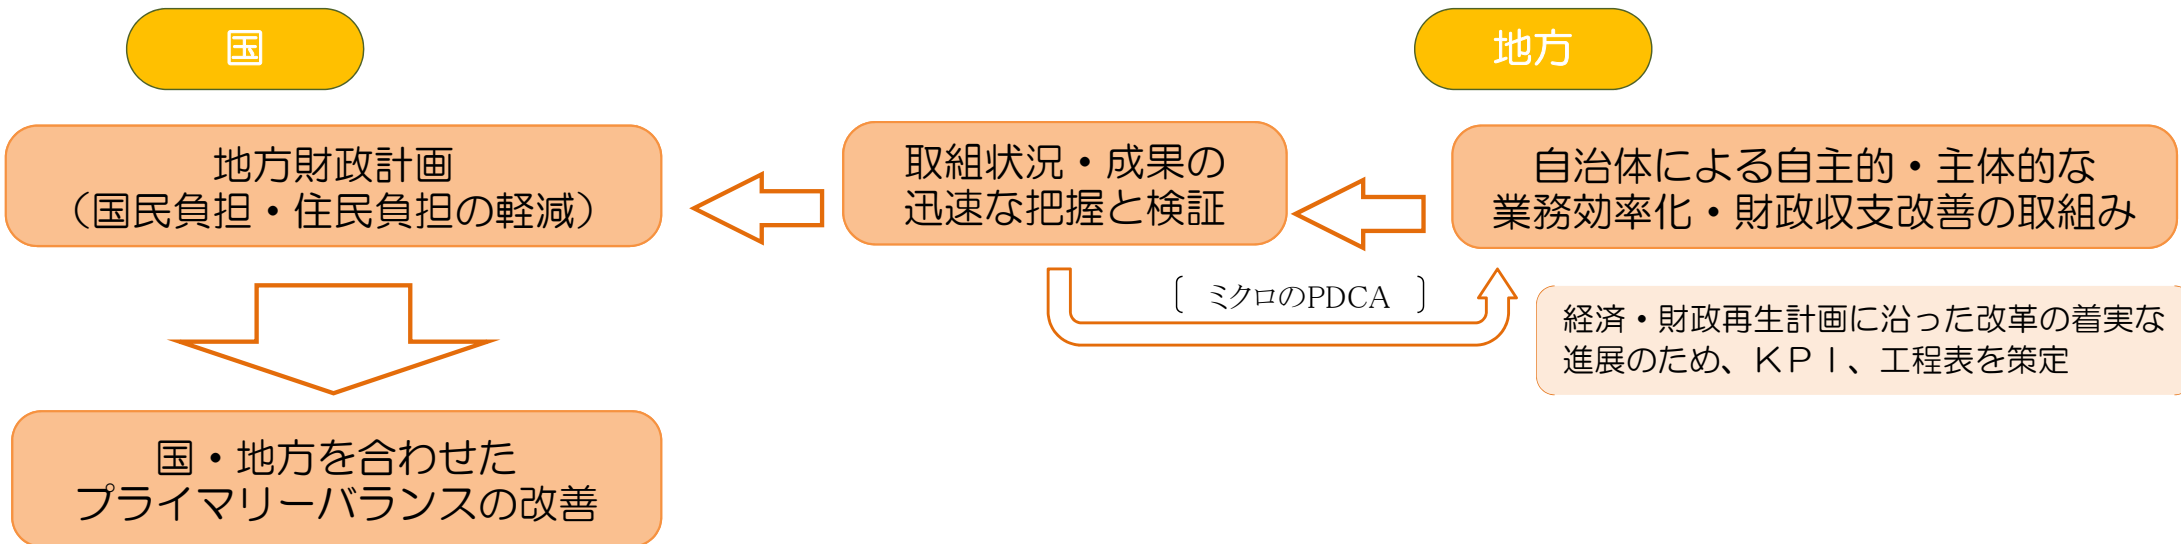 国
地方
地方財政計画
（国民負担・住民負担の軽減）
取組状況・成果の
迅速な把握と検証
自治体による自主的・主体的な
業務効率化・財政収支改善の取組み
〔 ミクロのPDCA 〕
経済・財政再生計画に沿った改革の着実な
進展のため、ＫＰＩ、工程表を策定
国・地方を合わせた
プライマリーバランスの改善